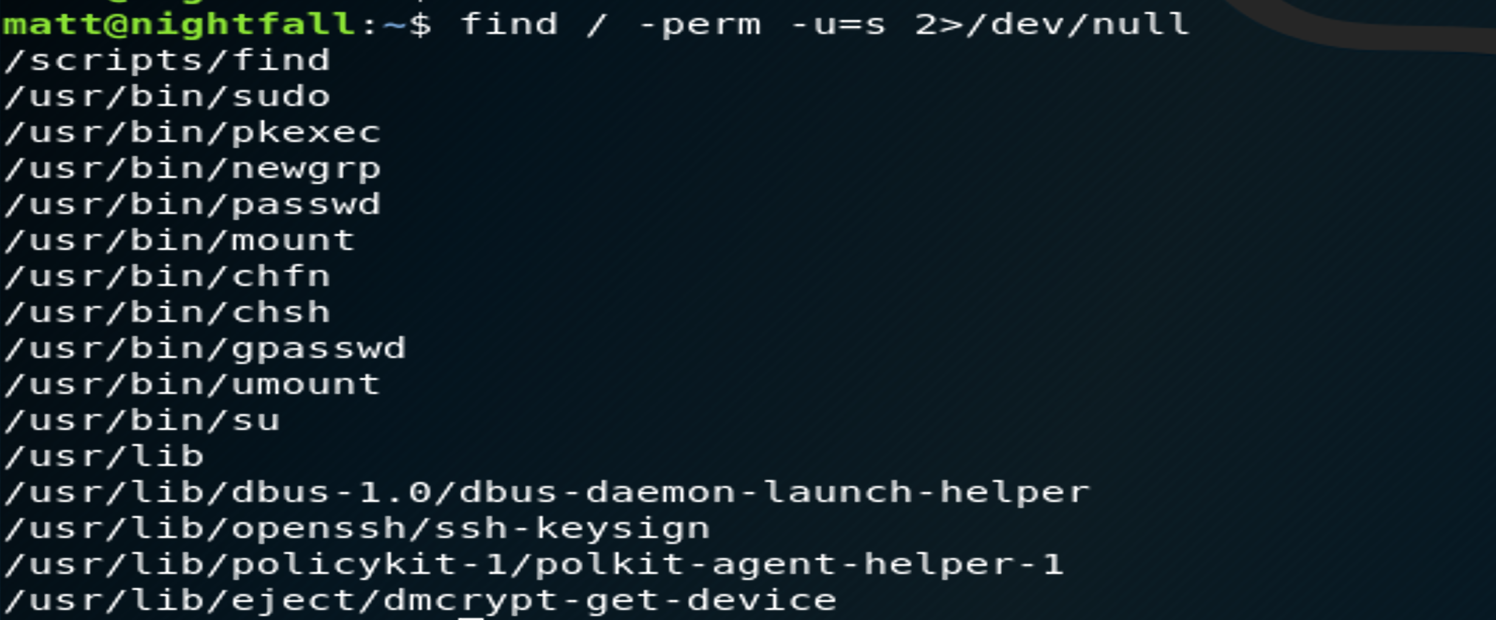 matt@nightfall:~$ find / -perm -u=s 2>/dev/null
/scripts/find
/usr/bin/sudo
/usr/bin/pkexec
/usr/bin/newgrp
/usr/bin/passwd
/usr/bin/mount
/usr/bin/chfn
/usr/bin/chsh
/usr/bin/gpasswd
/usr/bin/umount
/usr/bin/su
/usr/lib
/usr/lib/dbus-1.0/dbus-daemon-launch-helper
/usr/lib/openssh/ssh-keysign
/usr/lib/policykit-1/polkit-agent-helper-1
/usr/lib/eject/dmcrypt-get-device